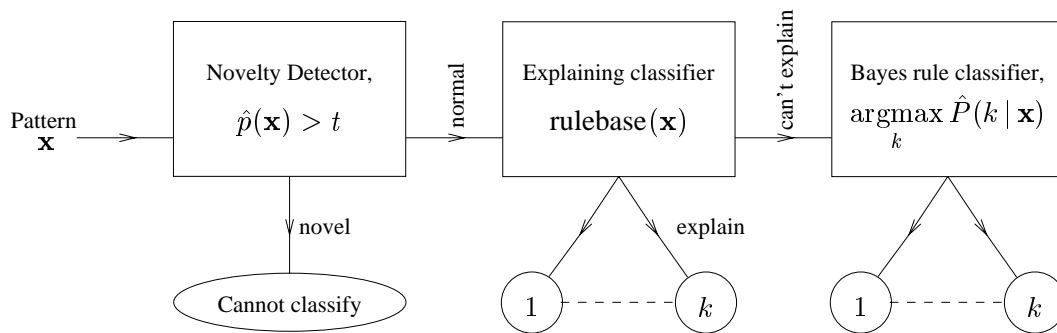 Pattern
x
Novelty Detector,
p̂(x) > t
normal
novel
Cannot classify
Explaining classifier
rulebase(x)
can't explain
explain
1
k
Bayes rule classifier,
argmax P̂(k | x)
k
1
k